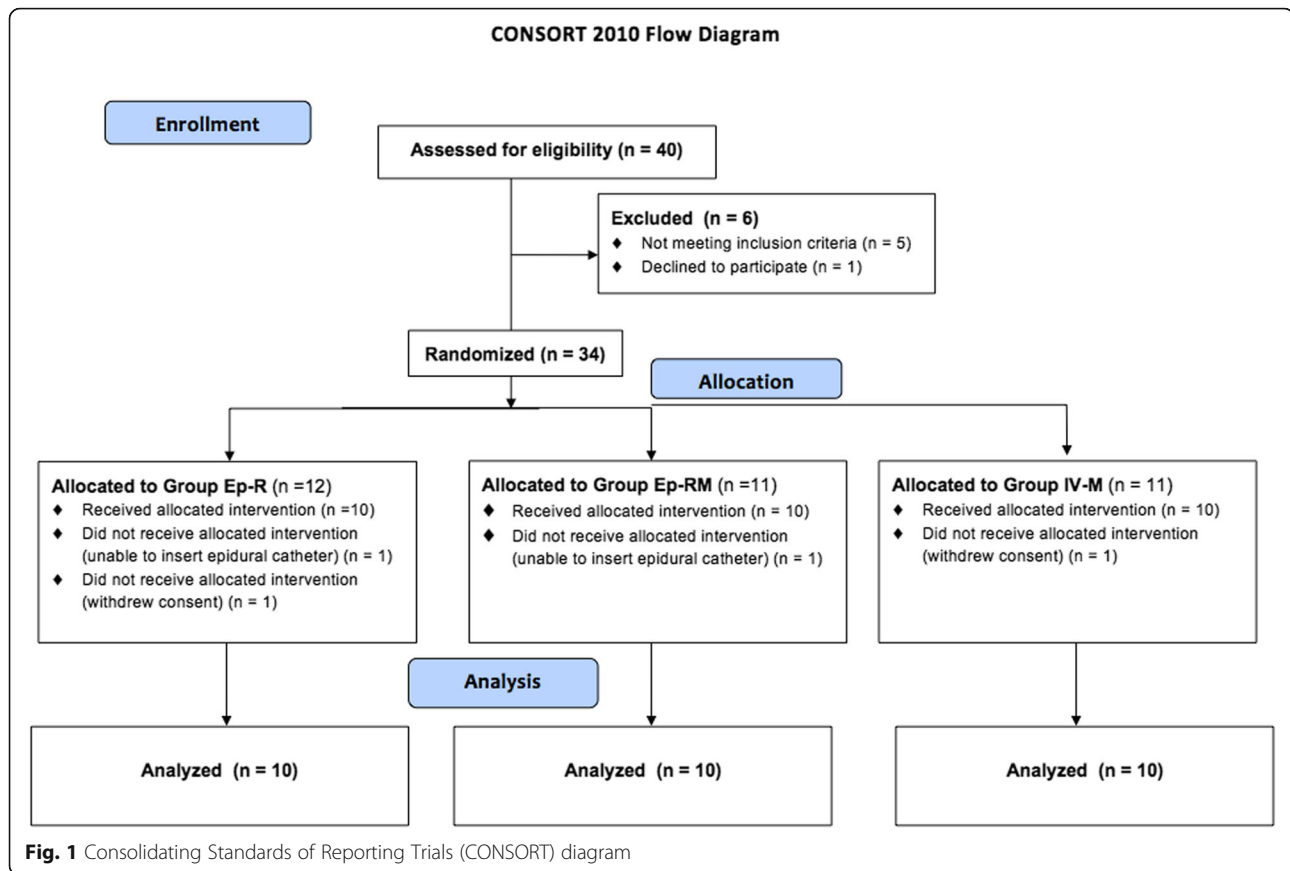 CONSORT 2010 Flow Diagram
Enrollment
Assessed for eligibility (n = 40)
Excluded (n = 6)
♦ Not meeting inclusion criteria (n = 5)
♦ Declined to participate (n = 1)
Randomized (n = 34)
Allocation
Allocated to Group Ep-R (n =12)
♦ Received allocated intervention (n =10)
♦ Did not receive allocated intervention
(unable to insert epidural catheter) (n = 1)
♦ Did not receive allocated intervention
(withdrew consent) (n = 1)
Allocated to Group Ep-RM (n =11)
♦ Received allocated intervention (n = 10)
♦ Did not receive allocated intervention
(unable to insert epidural catheter) (n = 1)
Allocated to Group IV-M (n = 11)
♦ Received allocated intervention (n = 10)
♦ Did not receive allocated intervention
(withdrew consent) (n = 1)
Analysis
Analyzed (n = 10)
Analyzed (n = 10)
Analyzed (n = 10)
Fig. 1 Consolidating Standards of Reporting Trials (CONSORT) diagram